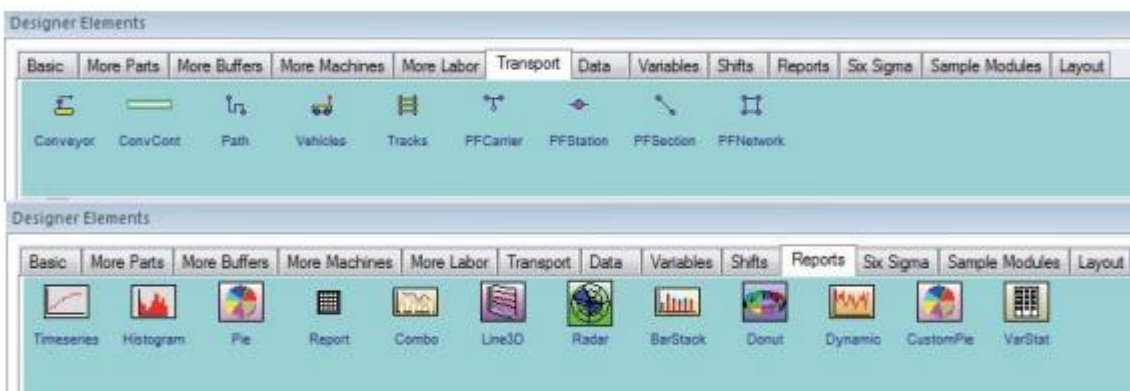 Designer Elements
Basic More Parts More Buffers More Machines More Labor Transport Data Variables Shifts Reports Six Sigma Sample Modules Layout
Conveyor ConvCont Path Vehicles Tracks PFCarrier PFStation PFSection PFNetwork
Designer Elements
Basic More Parts More Buffers More Machines More Labor Transport Data Variables Shifts Reports Six Sigma Sample Modules Layout
Timeseries Histogram Pie Report Combo Line3D Radar BarStack Donut Dynamic CustomPie VarStat